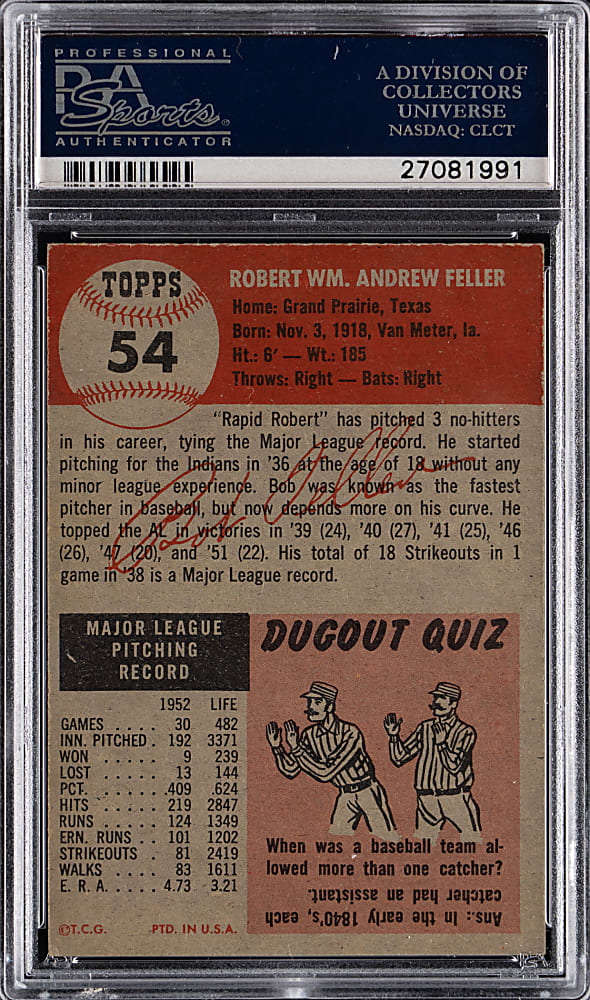 PROFESSIONAL
PSA
Sports
AUTHENTICATOR
A DIVISION OF
COLLECTORS
UNIVERSE
NASDAQ: CLCT
27081991
TOPPS
54
ROBERT WM. ANDREW FELLER
Home: Grand Prairie, Texas
Born: Nov. 3, 1918, Van Meter, Ia.
Ht.: 6' — Wt.: 185
Throws: Right — Bats: Right
"Rapid Robert" has pitched 3 no-hitters
in his career, tying the Major League record. He started
pitching for the Indians in '36 at the age of 18 without any
minor league experience. Bob was known as the fastest
pitcher in baseball, but now depends more on his curve. He
topped the AL in victories in '39 (24), '40 (27), '41 (25), '46
(26), '47 (20), and '51 (22). His total of 18 Strikeouts in 1
game in '38 is a Major League record.
Bob Feller
MAJOR LEAGUE
PITCHING
RECORD
1952 LIFE
GAMES . . . . 30 482
INN. PITCHED . 192 3371
WON . . . . . 9 239
LOST . . . . . 13 144
PCT. . . . . . .409 .624
HITS . . . . . 219 2847
RUNS . . . . . 124 1349
ERN. RUNS . . 101 1202
STRIKEOUTS . 81 2419
WALKS . . . . 83 1611
E. R. A. . . . . 4.73 3.21
©T.C.G. PTD. IN U.S.A.
DUGOUT QUIZ
When was a baseball team al-
lowed more than one catcher?
Ans.: In the early 1840's, each
catcher had an assistant.